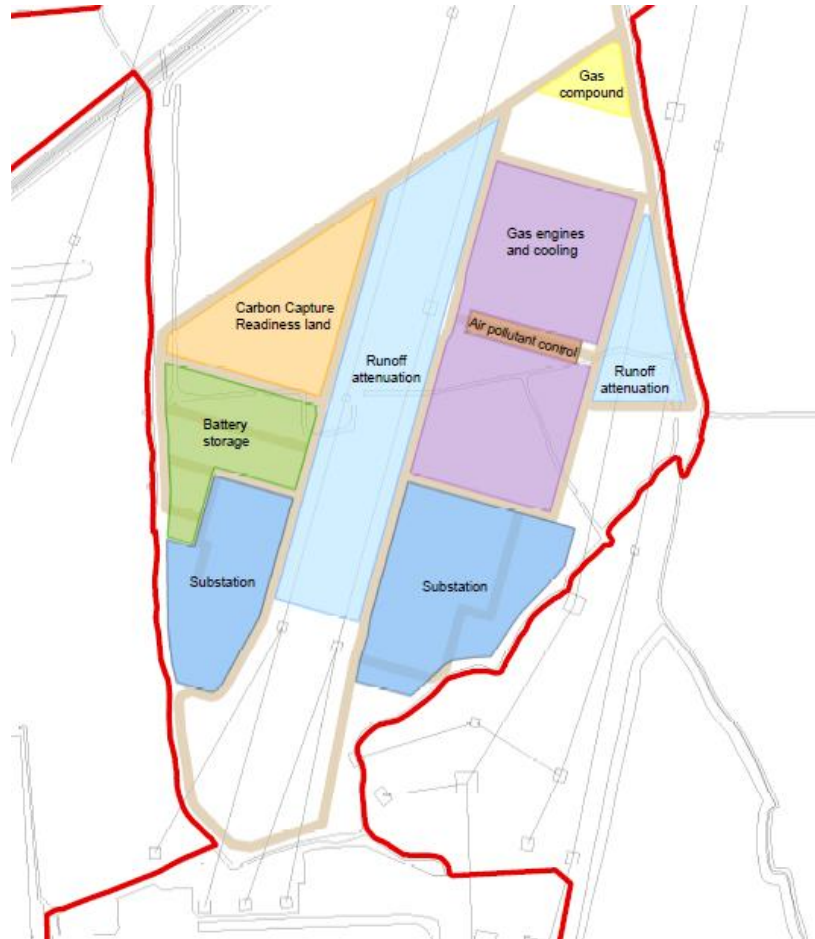 Gas
compound
Gas engines
and cooling
Carbon Capture
Readiness land
Air pollutant control
Runoff
attenuation
Runoff
attenuation
Battery
storage
Substation
Substation